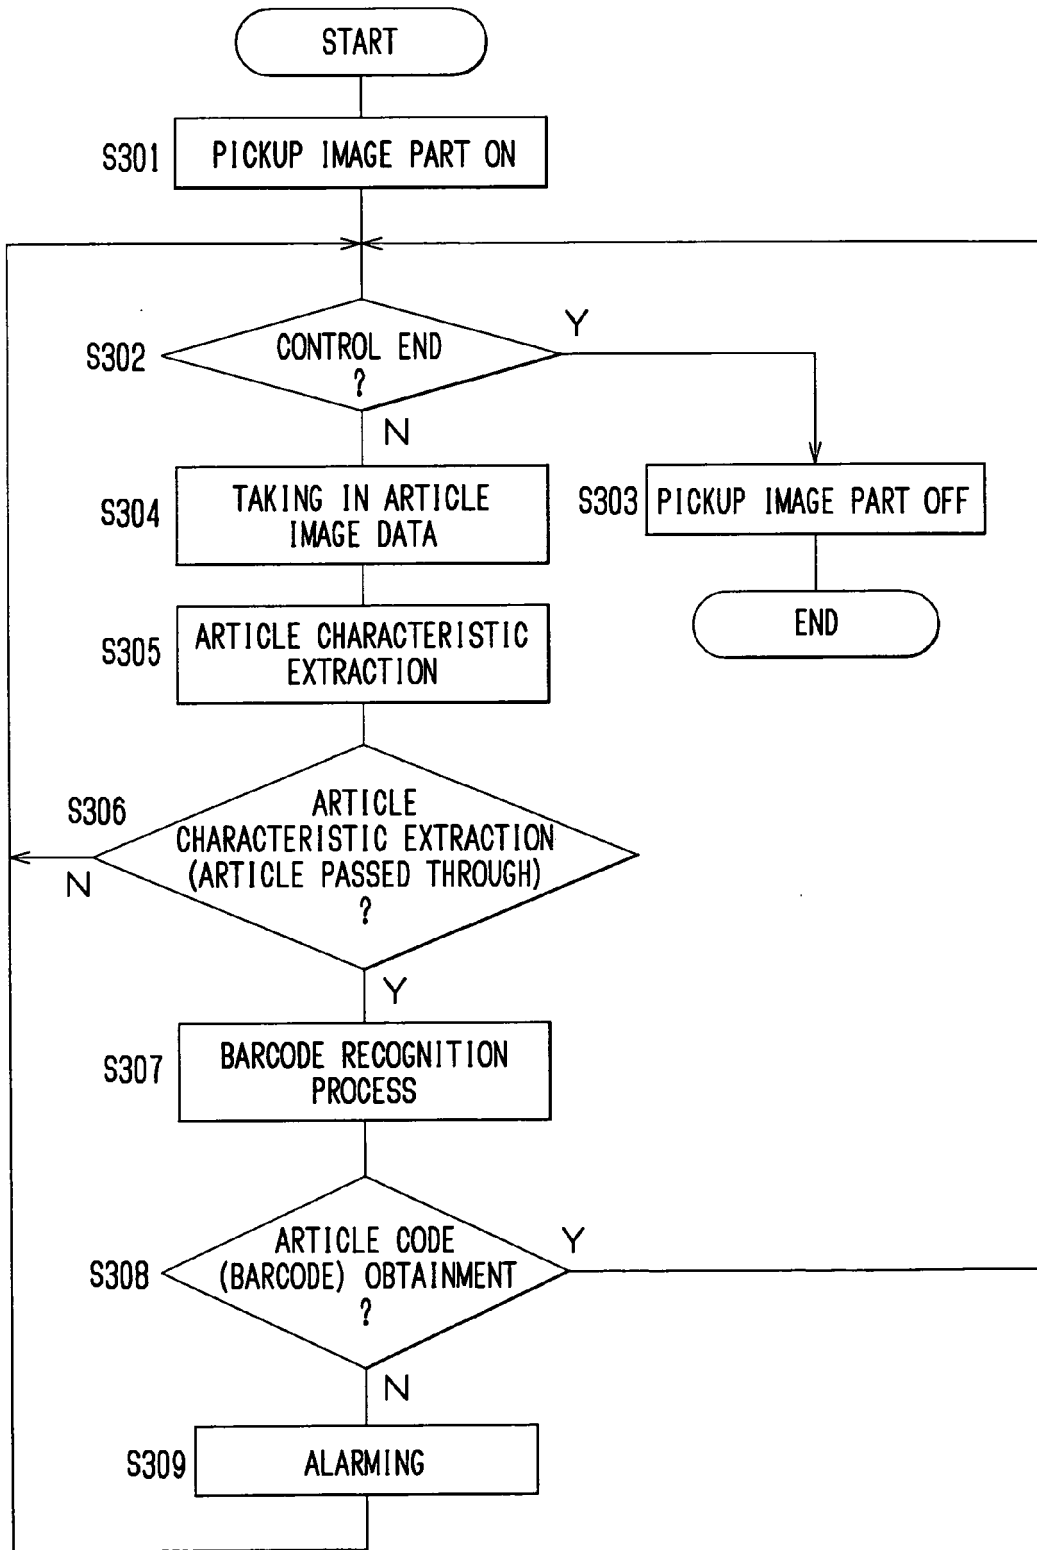 START
S301
PICKUP IMAGE PART ON
S302
CONTROL END
?
Y
N
S304
TAKING IN ARTICLE
IMAGE DATA
S303
PICKUP IMAGE PART OFF
END
S305
ARTICLE CHARACTERISTIC
EXTRACTION
S306
ARTICLE
CHARACTERISTIC EXTRACTION
(ARTICLE PASSED THROUGH)
?
N
Y
S307
BARCODE RECOGNITION
PROCESS
S308
ARTICLE CODE
(BARCODE) OBTAINMENT
?
Y
N
S309
ALARMING